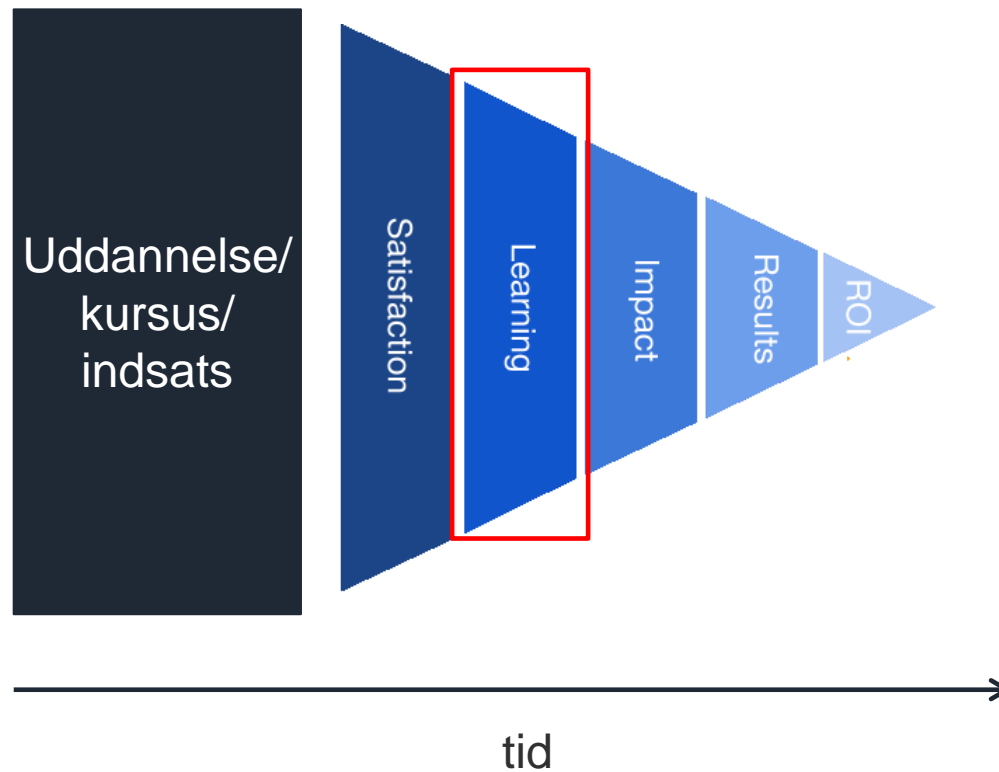 Uddannelse/
kursus/
indsats
Satisfaction
Learning
Impact
Results
ROI
tid